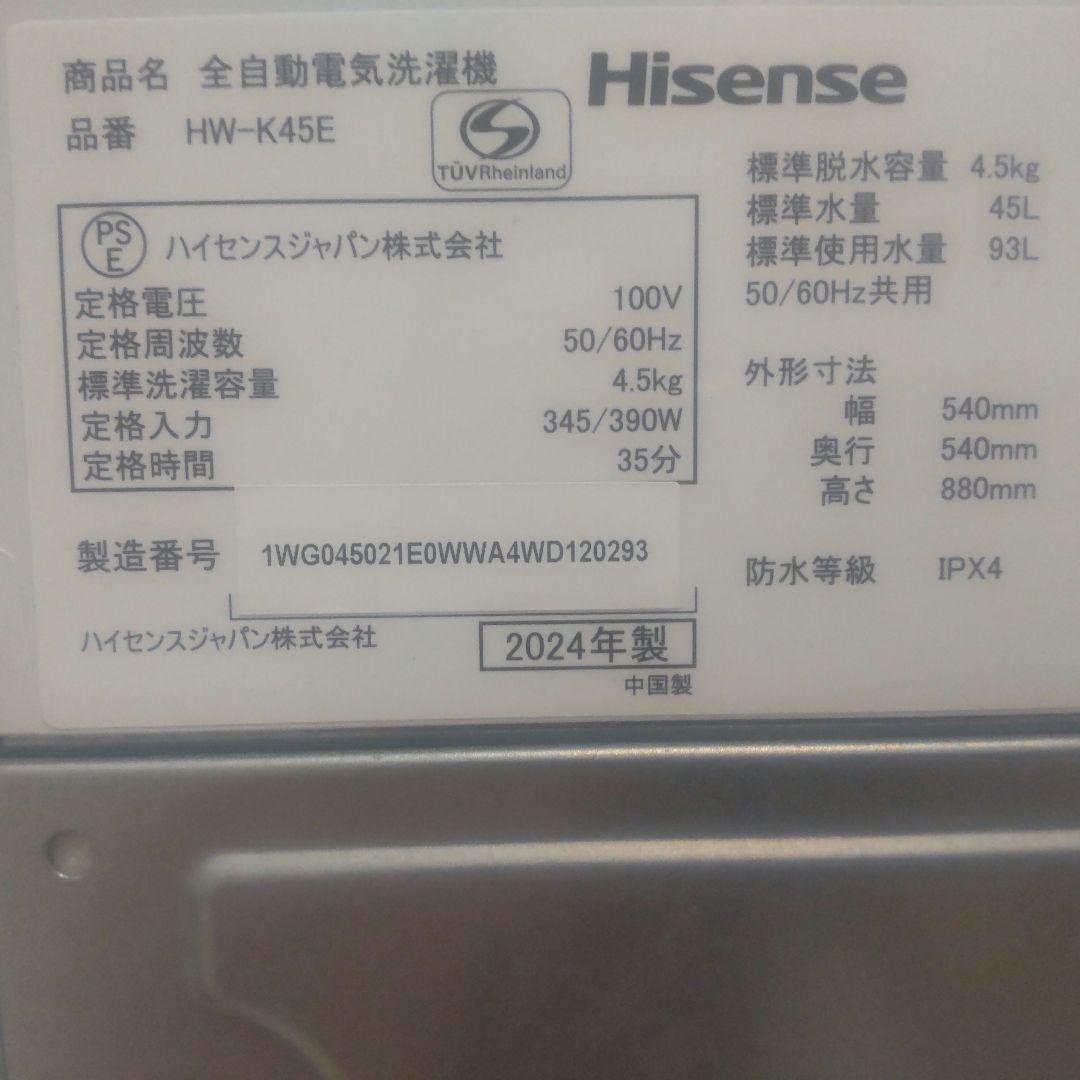 商品名 全自動電気洗濯機
Hisense
品番 HW-K45E
TÜVRheinland
PS
E
ハイセンスジャパン株式会社
定格電圧 100V
定格周波数 50/60Hz
標準洗濯容量 4.5kg
定格入力 345/390W
定格時間 35分
製造番号 1WG045021E0WWA4WD120293
ハイセンスジャパン株式会社
2024年製
中国製
標準脱水容量 4.5kg
標準水量 45L
標準使用水量 93L
50/60Hz共用
外形寸法
幅 540mm
奥行 540mm
高さ 880mm
防水等級 IPX4